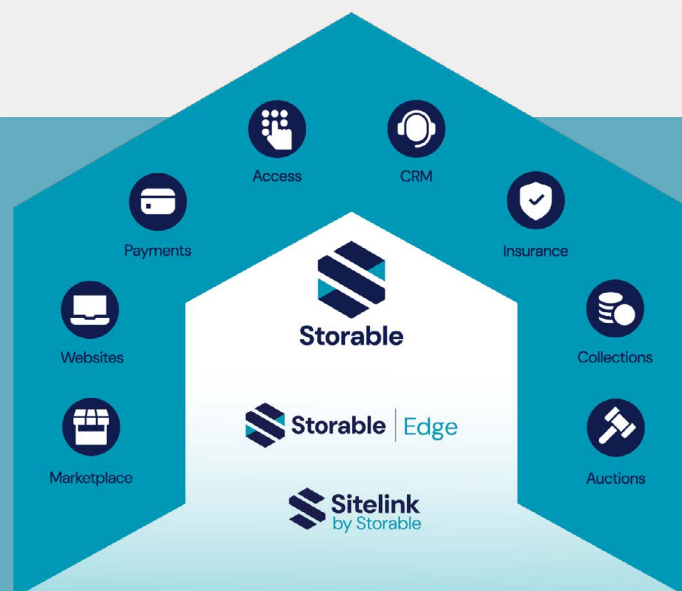 Access
CRM
Payments
Insurance
Storable
Websites
Collections
Storable | Edge
Marketplace
Auctions
Sitelink
by Storable